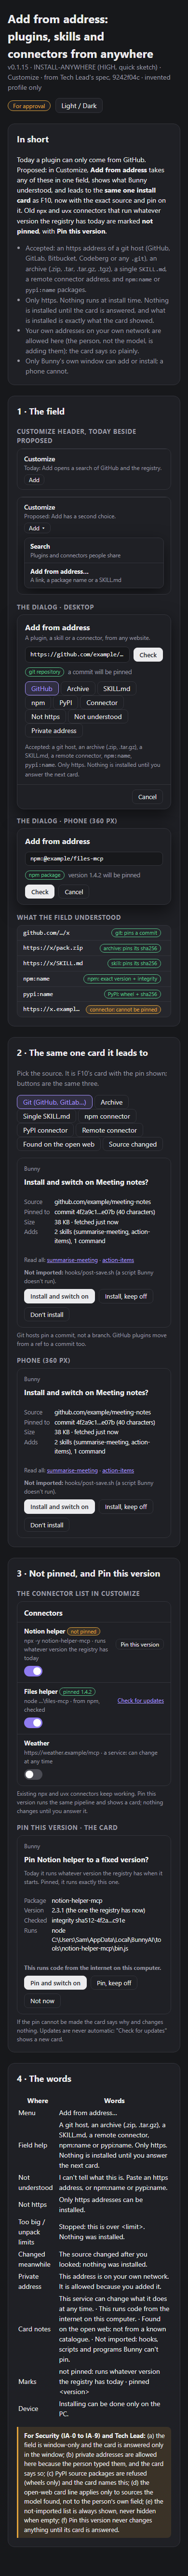 Add from address:
plugins, skills and
connectors from anywhere
v0.1.15 · INSTALL-ANYWHERE (HIGH, quick sketch) ·
Customize · from Tech Lead's spec, 9242f04c · invented
profile only
For approval
Light / Dark
In short
Today a plugin can only come from GitHub.
Proposed: in Customize, Add from address takes
any of these in one field, shows what Bunny
understood, and leads to the same one install
card as F10, now with the exact source and pin on
it. Old npx and uvx connectors that run whatever
version the registry has today are marked not
pinned, with Pin this version.
• Accepted: an https address of a git host (GitHub,
GitLab, Bitbucket, Codeberg or any .git), an
archive (.zip, .tar, .tar.gz, .tgz), a single SKILL.md,
a remote connector address, and npm:name or
pypi:name packages.
• Only https. Nothing runs at install time. Nothing
is installed until the card is answered, and what
is installed is exactly what the card showed.
• Your own addresses on your own network are
allowed here (the person, not the model, is
adding them); the card says so plainly.
• Only Bunny's own window can add or install; a
phone cannot.
1 · The field
CUSTOMIZE HEADER, TODAY BESIDE
PROPOSED
Customize
Today: Add opens a search of GitHub and the registry.
Add
Customize
Proposed: Add has a second choice.
Add ▾
Search
Plugins and connectors people share
Add from address...
A link, a package name or a SKILL.md
THE DIALOG · DESKTOP
Add from address
A plugin, a skill or a connector, from any website.
https://github.com/example/…
Check
git repository
a commit will be pinned
GitHub
Archive
SKILL.md
npm
PyPI
Connector
Not https
Not understood
Private address
Accepted: a git host, an archive (.zip, .tar.gz), a
SKILL.md, a remote connector, npm:name,
pypi:name. Only https. Nothing is installed until you
answer the next card.
Cancel
THE DIALOG · PHONE (360 PX)
Add from address
npm:@example/files-mcp
npm package
version 1.4.2 will be pinned
Check
Cancel
WHAT THE FIELD UNDERSTOOD
github.com/…/x
git: pins a commit
https://x/pack.zip
archive: pins its sha256
https://x/SKILL.md
skill: pins its sha256
npm:name
npm: exact version + integrity
pypi:name
PyPI: wheel + sha256
https://x.exampl…
connector: cannot be pinned
2 · The same one card it leads to
Pick the source. It is F10's card with the pin shown;
buttons are the same three.
Git (GitHub, GitLab…)
Archive
Single SKILL.md
npm connector
PyPI connector
Remote connector
Found on the open web
Source changed
Bunny
Install and switch on Meeting notes?
Source github.com/example/meeting-notes
Pinned to commit 4f2a9c1…e07b (40 characters)
Size 38 KB · fetched just now
Adds 2 skills (summarise-meeting, action-
items), 1 command
Read all: summarise-meeting · action-items
Not imported: hooks/post-save.sh (a script Bunny
doesn't run).
Install and switch on
Install, keep off
Don't install
Git hosts pin a commit, not a branch. GitHub plugins move
from a ref to a commit too.
PHONE (360 PX)
Bunny
Install and switch on Meeting notes?
Source github.com/example/meeting-notes
Pinned to commit 4f2a9c1…e07b (40 characters)
Size 38 KB · fetched just now
Adds 2 skills (summarise-meeting, action-
items), 1 command
Read all: summarise-meeting · action-items
Not imported: hooks/post-save.sh (a script Bunny
doesn't run).
Install and switch on
Install, keep off
Don't install
3 · Not pinned, and Pin this version
THE CONNECTOR LIST IN CUSTOMIZE
Connectors
Notion helper not pinned
npx -y notion-helper-mcp · runs
whatever version the registry has
today
Pin this version
Files helper pinned 1.4.2
node …\files-mcp · from npm,
checked
Check for updates
Weather
https://weather.example/mcp · a service: can change
at any time
Existing npx and uvx connectors keep working. Pin this
version runs the same pipeline and shows a card; nothing
changes until you answer it.
PIN THIS VERSION · THE CARD
Bunny
Pin Notion helper to a fixed version?
Today it runs whatever version the registry has when it
starts. Pinned, it runs exactly this one.
Package notion-helper-mcp
Version 2.3.1 (the one the registry has now)
Checked integrity sha512-4f2a…c91e
Runs node
C:\Users\Sam\AppData\Local\BunnyAI\to
ols\notion-helper-mcp\bin.js
This runs code from the internet on this computer.
Pin and switch on
Pin, keep off
Not now
If the pin cannot be made the card says why and changes
nothing. Updates are never automatic: "Check for updates"
shows a new card.
4 · The words
Where Words
Menu Add from address...
Field help A git host, an archive (.zip, .tar.gz), a
SKILL.md, a remote connector,
npm:name or pypi:name. Only https.
Nothing is installed until you answer
the next card.
Not understood I can't tell what this is. Paste an https
address, or npm:name or pypi:name.
Not https Only https addresses can be
installed.
Too big / unpack limits Stopped: this is over <limit>.
Nothing was installed.
Changed meanwhile The source changed after you
looked; nothing was installed.
Private address This address is on your own network.
It is allowed because you added it.
Card notes This service can change what it does
at any time. · This runs code from the
internet on this computer. · Found
on the open web: not from a known
catalogue. · Not imported: hooks,
scripts and programs Bunny can't
pin.
Marks not pinned: runs whatever version
the registry has today · pinned
<version>
Device Installing can be done only on the
PC.
For Security (IA-0 to IA-9) and Tech Lead: (a) the
field is window-only and the card is answered only
in the window; (b) private addresses are allowed
here because the person typed them, and the card
says so; (c) PyPI source packages are refused
(wheels only) and the card names this; (d) the
open-web card line applies only to sources the
model found, not to the person's own field; (e) the
not-imported list is always shown, never hidden
when empty; (f) Pin this version never changes
anything until its card is answered.